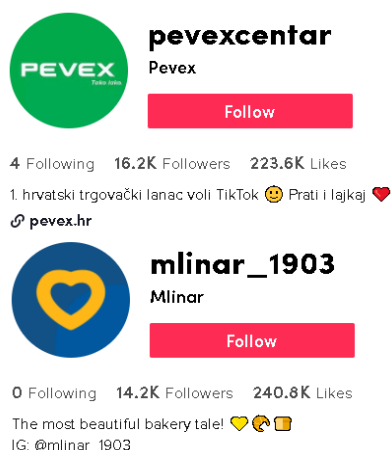 PEVEX
Tako lako.
pevexcentar
Pevex
Follow
4 Following 16.2K Followers 223.6K Likes
1. hrvatski trgovački lanac voli TikTok 🙂 Prati i lajkaj ❤️
pevex.hr
mlinar_1903
Mlinar
Follow
0 Following 14.2K Followers 240.8K Likes
The most beautiful bakery tale! 💛🥐🍞
IG: @mlinar_1903